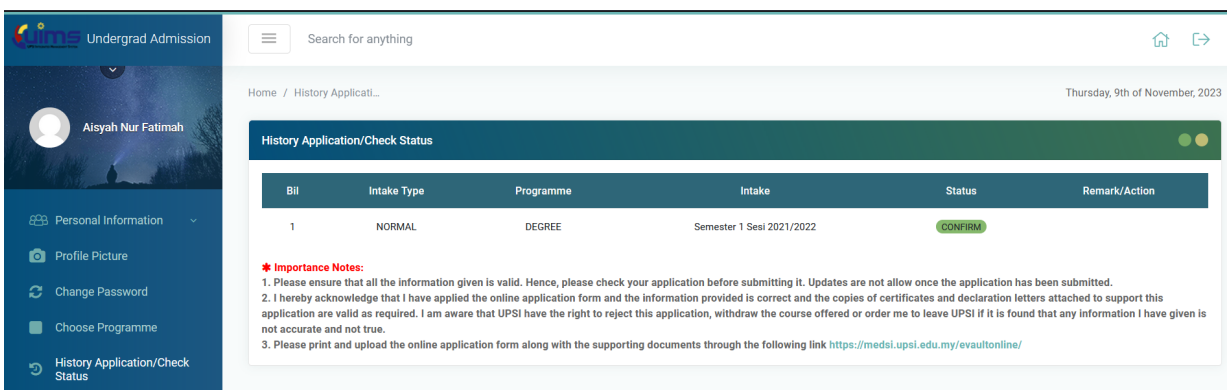 uims Undergrad Admission
Search for anything
Aisyah Nur Fatimah
Personal Information
Profile Picture
Change Password
Choose Programme
History Application/Check
Status
Home / History Applicati...
Thursday, 9th of November, 2023
History Application/Check Status
Bil Intake Type Programme Intake Status Remark/Action
1 NORMAL DEGREE Semester 1 Sesi 2021/2022 CONFIRM
✱ Importance Notes:
1. Please ensure that all the information given is valid. Hence, please check your application before submitting it. Updates are not allow once the application has been submitted.
2. I hereby acknowledge that I have applied the online application form and the information provided is correct and the copies of certificates and declaration letters attached to support this
application are valid as required. I am aware that UPSI have the right to reject this application, withdraw the course offered or order me to leave UPSI if it is found that any information I have given is
not accurate and not true.
3. Please print and upload the online application form along with the supporting documents through the following link https://medsi.upsi.edu.my/evaultonline/